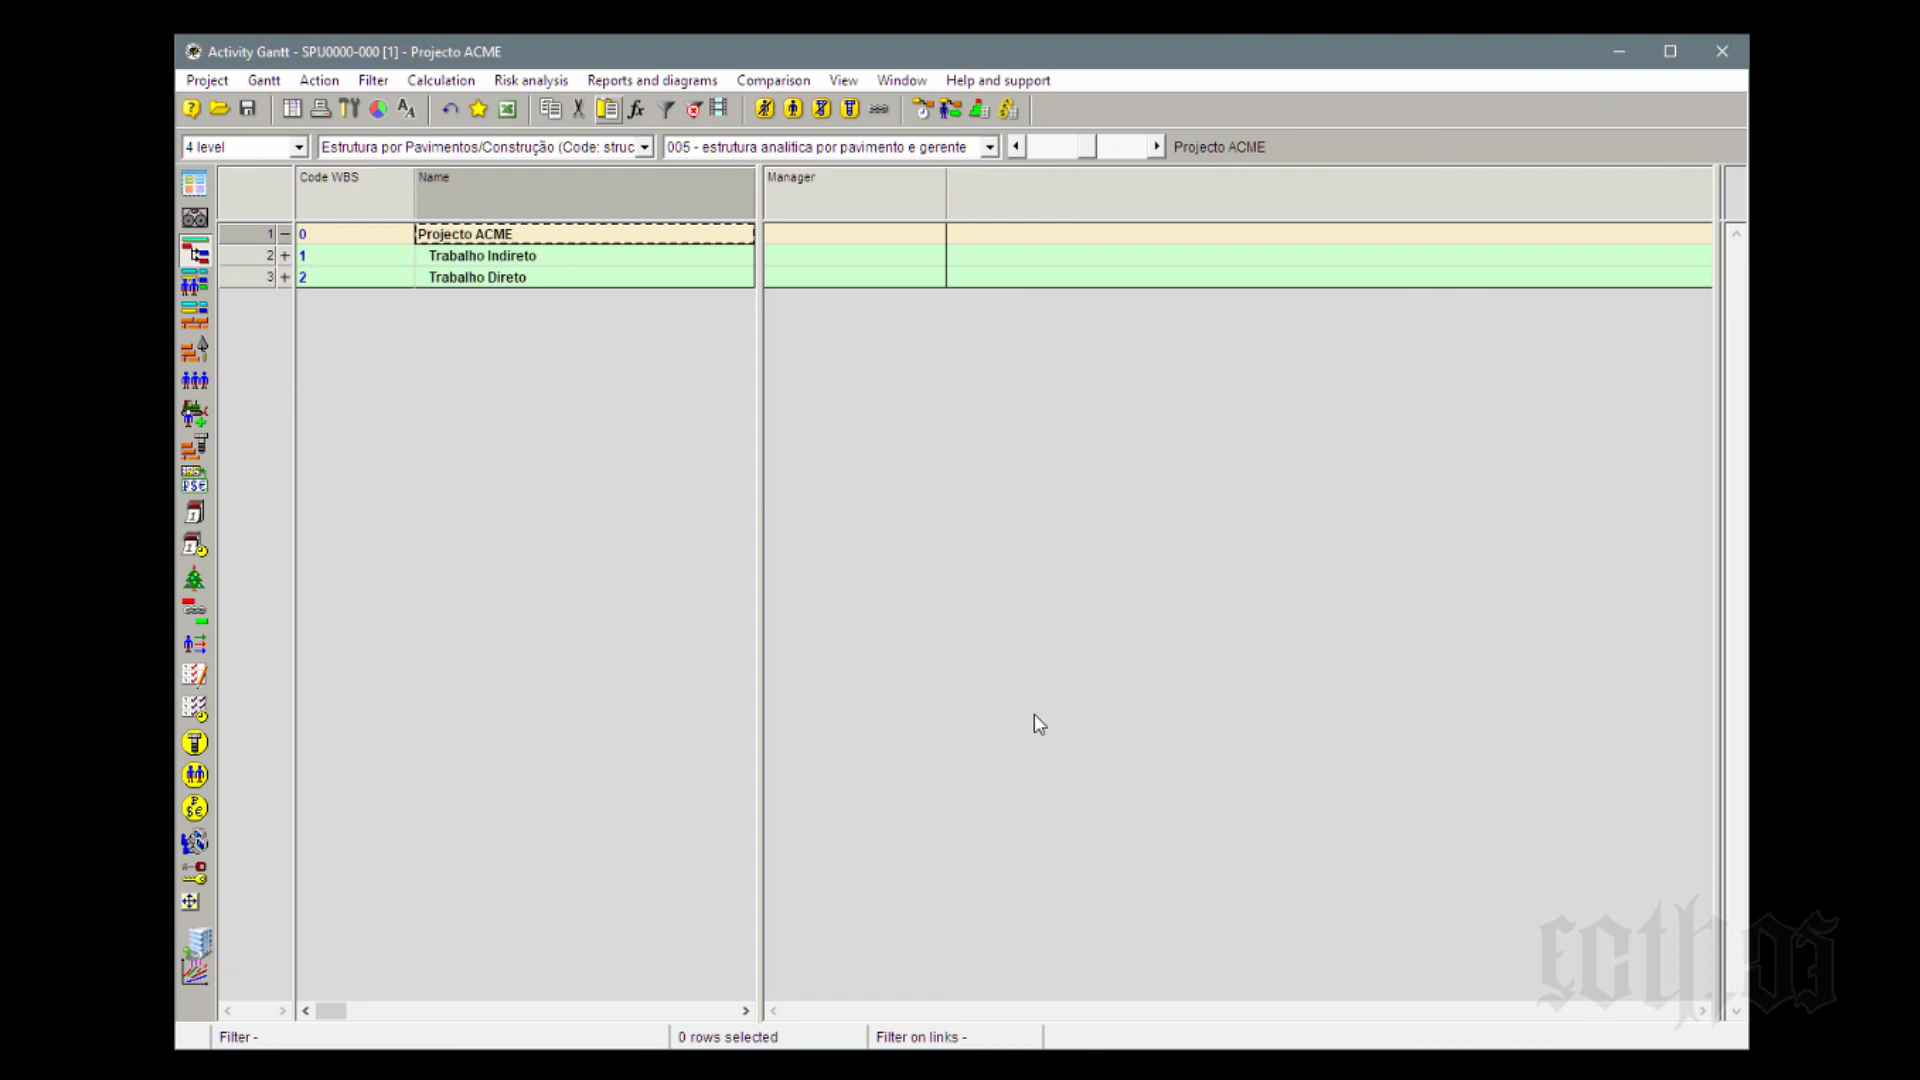 Activity Gantt - SPU0000-000 [1] - Projecto ACME
Project Gantt Action Filter Calculation Risk analysis Reports and diagrams Comparison View Window Help and support
4 level Estrutura por Pavimentos/Construção (Code: struc 005 - estrutura analitica por pavimento e gerente Projecto ACME
Code WBS Name Manager
1 0 Projecto ACME
2 1 Trabalho Indireto
3 2 Trabalho Direto
Filter - 0 rows selected Filter on links -